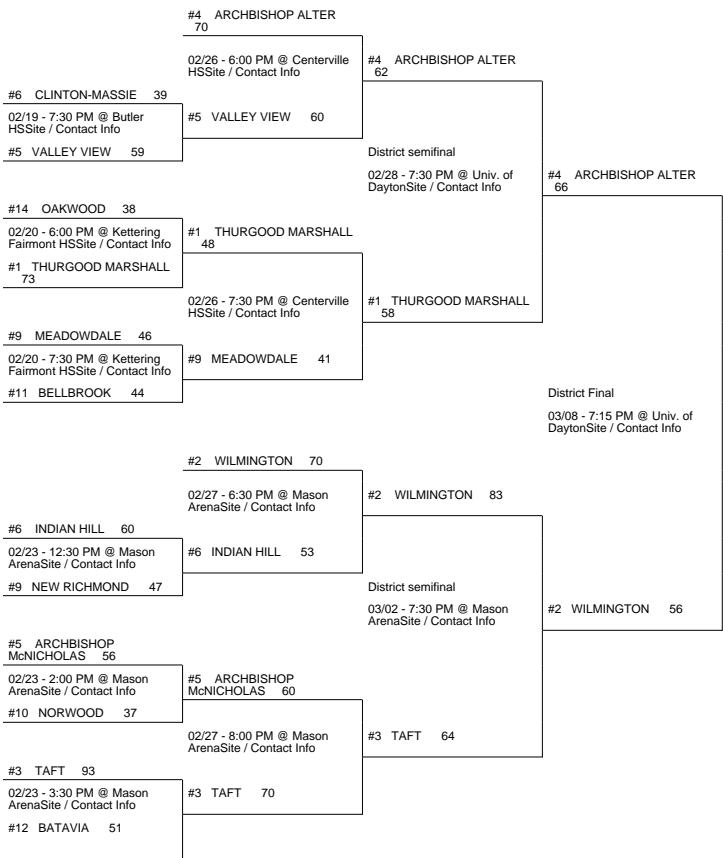 #4 ARCHBISHOP ALTER
70
02/26 - 6:00 PM @ Centerville
HSSite / Contact Info
#4 ARCHBISHOP ALTER
62
#6 CLINTON-MASSIE 39
02/19 - 7:30 PM @ Butler
HSSite / Contact Info
#5 VALLEY VIEW 60
#5 VALLEY VIEW 59
District semifinal
02/28 - 7:30 PM @ Univ. of
DaytonSite / Contact Info
#4 ARCHBISHOP ALTER
66
#14 OAKWOOD 38
02/20 - 6:00 PM @ Kettering
Fairmont HSSite / Contact Info
#1 THURGOOD MARSHALL
48
#1 THURGOOD MARSHALL
73
02/26 - 7:30 PM @ Centerville
HSSite / Contact Info
#1 THURGOOD MARSHALL
58
#9 MEADOWDALE 46
02/20 - 7:30 PM @ Kettering
Fairmont HSSite / Contact Info
#9 MEADOWDALE 41
#11 BELLBROOK 44
District Final
03/08 - 7:15 PM @ Univ. of
DaytonSite / Contact Info
#2 WILMINGTON 70
02/27 - 6:30 PM @ Mason
ArenaSite / Contact Info
#2 WILMINGTON 83
#6 INDIAN HILL 60
02/23 - 12:30 PM @ Mason
ArenaSite / Contact Info
#6 INDIAN HILL 53
#9 NEW RICHMOND 47
District semifinal
03/02 - 7:30 PM @ Mason
ArenaSite / Contact Info
#2 WILMINGTON 56
#5 ARCHBISHOP
McNICHOLAS 56
02/23 - 2:00 PM @ Mason
ArenaSite / Contact Info
#5 ARCHBISHOP
McNICHOLAS 60
#10 NORWOOD 37
02/27 - 8:00 PM @ Mason
ArenaSite / Contact Info
#3 TAFT 64
#3 TAFT 93
02/23 - 3:30 PM @ Mason
ArenaSite / Contact Info
#3 TAFT 70
#12 BATAVIA 51